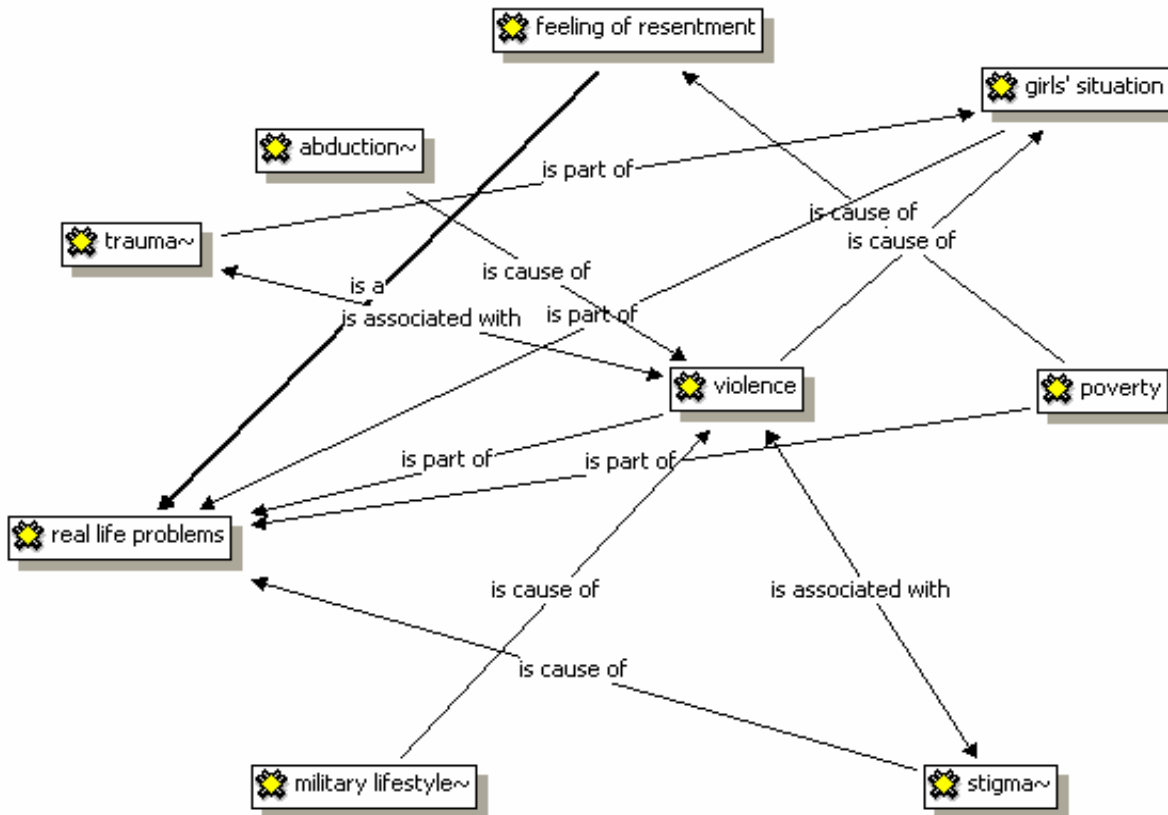 feeling of resentment
girls' situation
abduction~
is part of
trauma~
is cause of
is cause of
is cause of
is a
is part of
is associated with
violence
poverty
is part of
is part of
real life problems
is cause of
is associated with
is cause of
military lifestyle~
stigma~